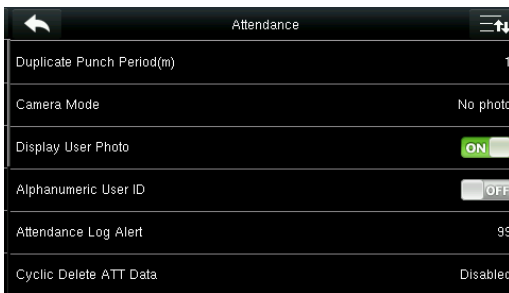 Attendance
Duplicate Punch Period(m) 1
Camera Mode No photo
Display User Photo ON
Alphanumeric User ID OFF
Attendance Log Alert 99
Cyclic Delete ATT Data Disabled